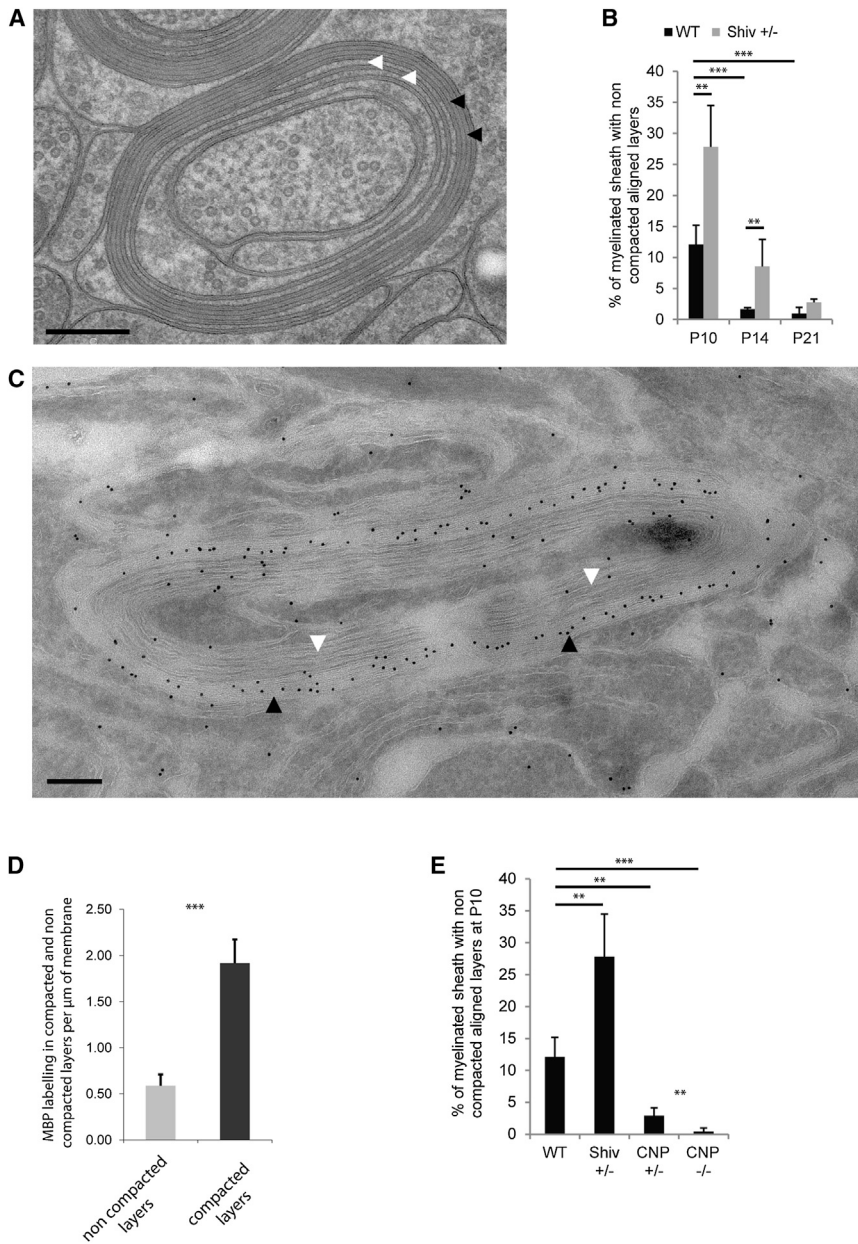 A
B
WT Shiv +/-
***
***
**
**
% of myelinated sheath with non
compacted aligned layers
40
35
30
25
20
15
10
5
0
P10 P14 P21
C
D
***
MBP labelling in compacted and non
compacted layers per µm of membrane
2.50
2.00
1.50
1.00
0.50
0.00
non compacted
layers
compacted
layers
E
***
**
**
**
% of myelinated sheath with non
compacted aligned layers at P10
40
35
30
25
20
15
10
5
0
WT Shiv CNP CNP
+/- +/- -/-